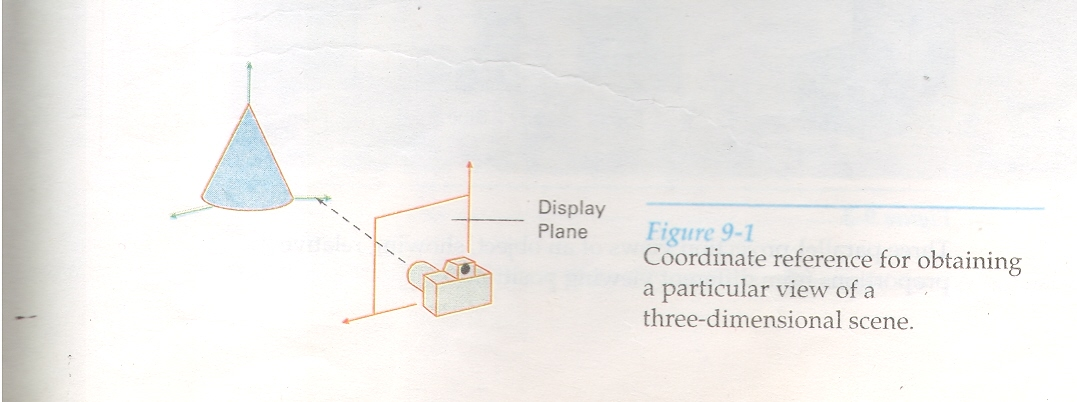 Display
Plane
Figure 9-1
Coordinate reference for obtaining
a particular view of a
three-dimensional scene.